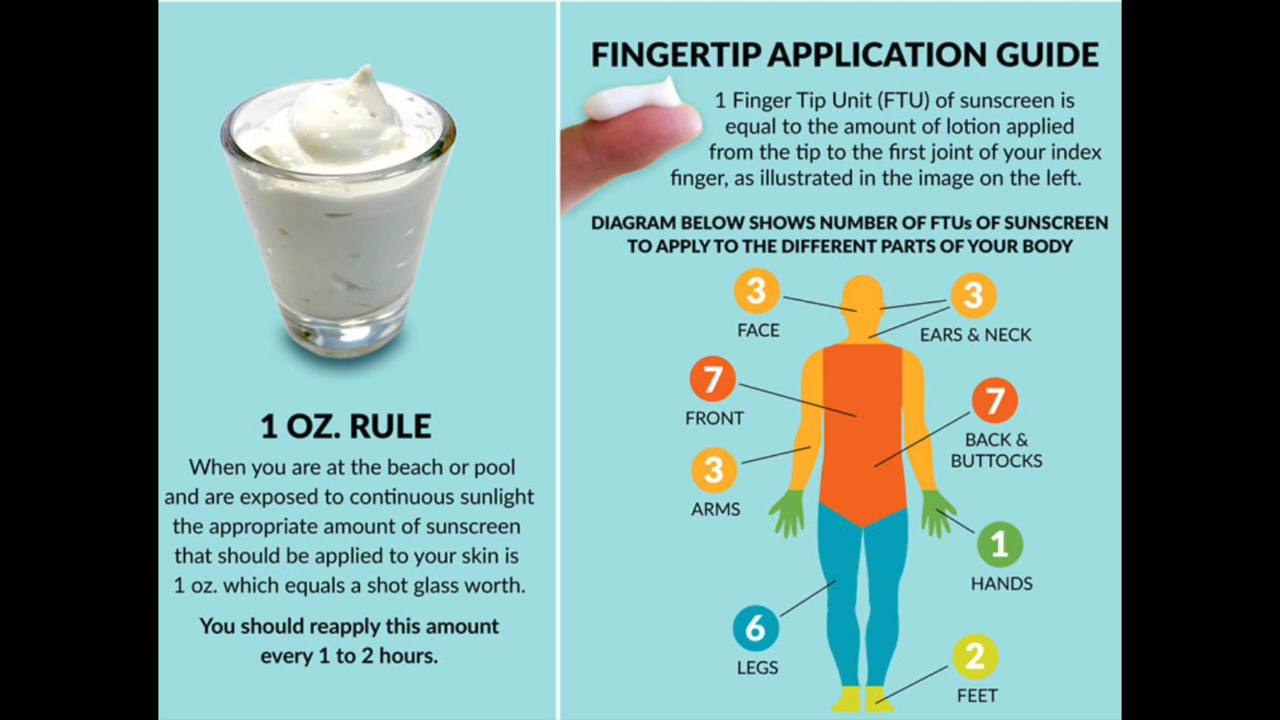 1 OZ. RULE
When you are at the beach or pool
and are exposed to continuous sunlight
the appropriate amount of sunscreen
that should be applied to your skin is
1 oz. which equals a shot glass worth.
You should reapply this amount
every 1 to 2 hours.
FINGERTIP APPLICATION GUIDE
1 Finger Tip Unit (FTU) of sunscreen is
equal to the amount of lotion applied
from the tip to the first joint of your index
finger, as illustrated in the image on the left.
DIAGRAM BELOW SHOWS NUMBER OF FTUs OF SUNSCREEN
TO APPLY TO THE DIFFERENT PARTS OF YOUR BODY
3
FACE
3
EARS & NECK
7
FRONT
7
BACK &
BUTTOCKS
3
ARMS
1
HANDS
6
LEGS
2
FEET